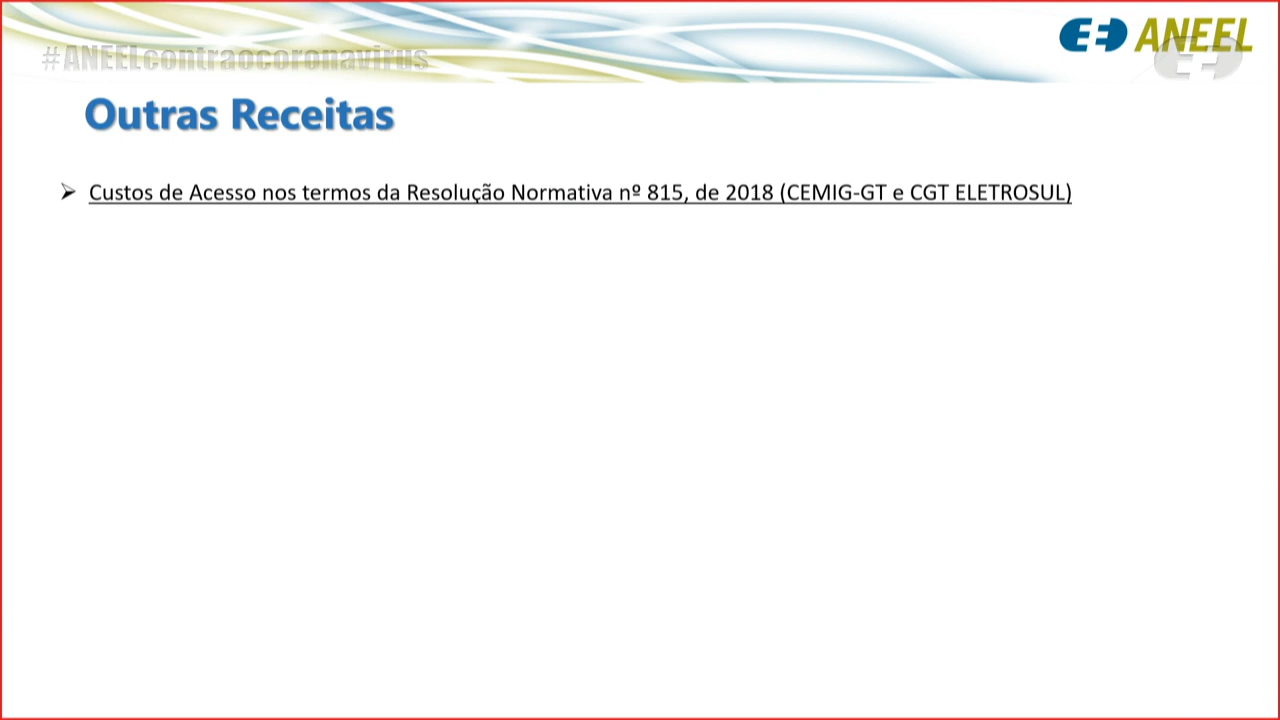 #ANEELcontraocoronavirus
ANEEL
Outras Receitas
Custos de Acesso nos termos da Resolução Normativa nº 815, de 2018 (CEMIG-GT e CGT ELETROSUL)